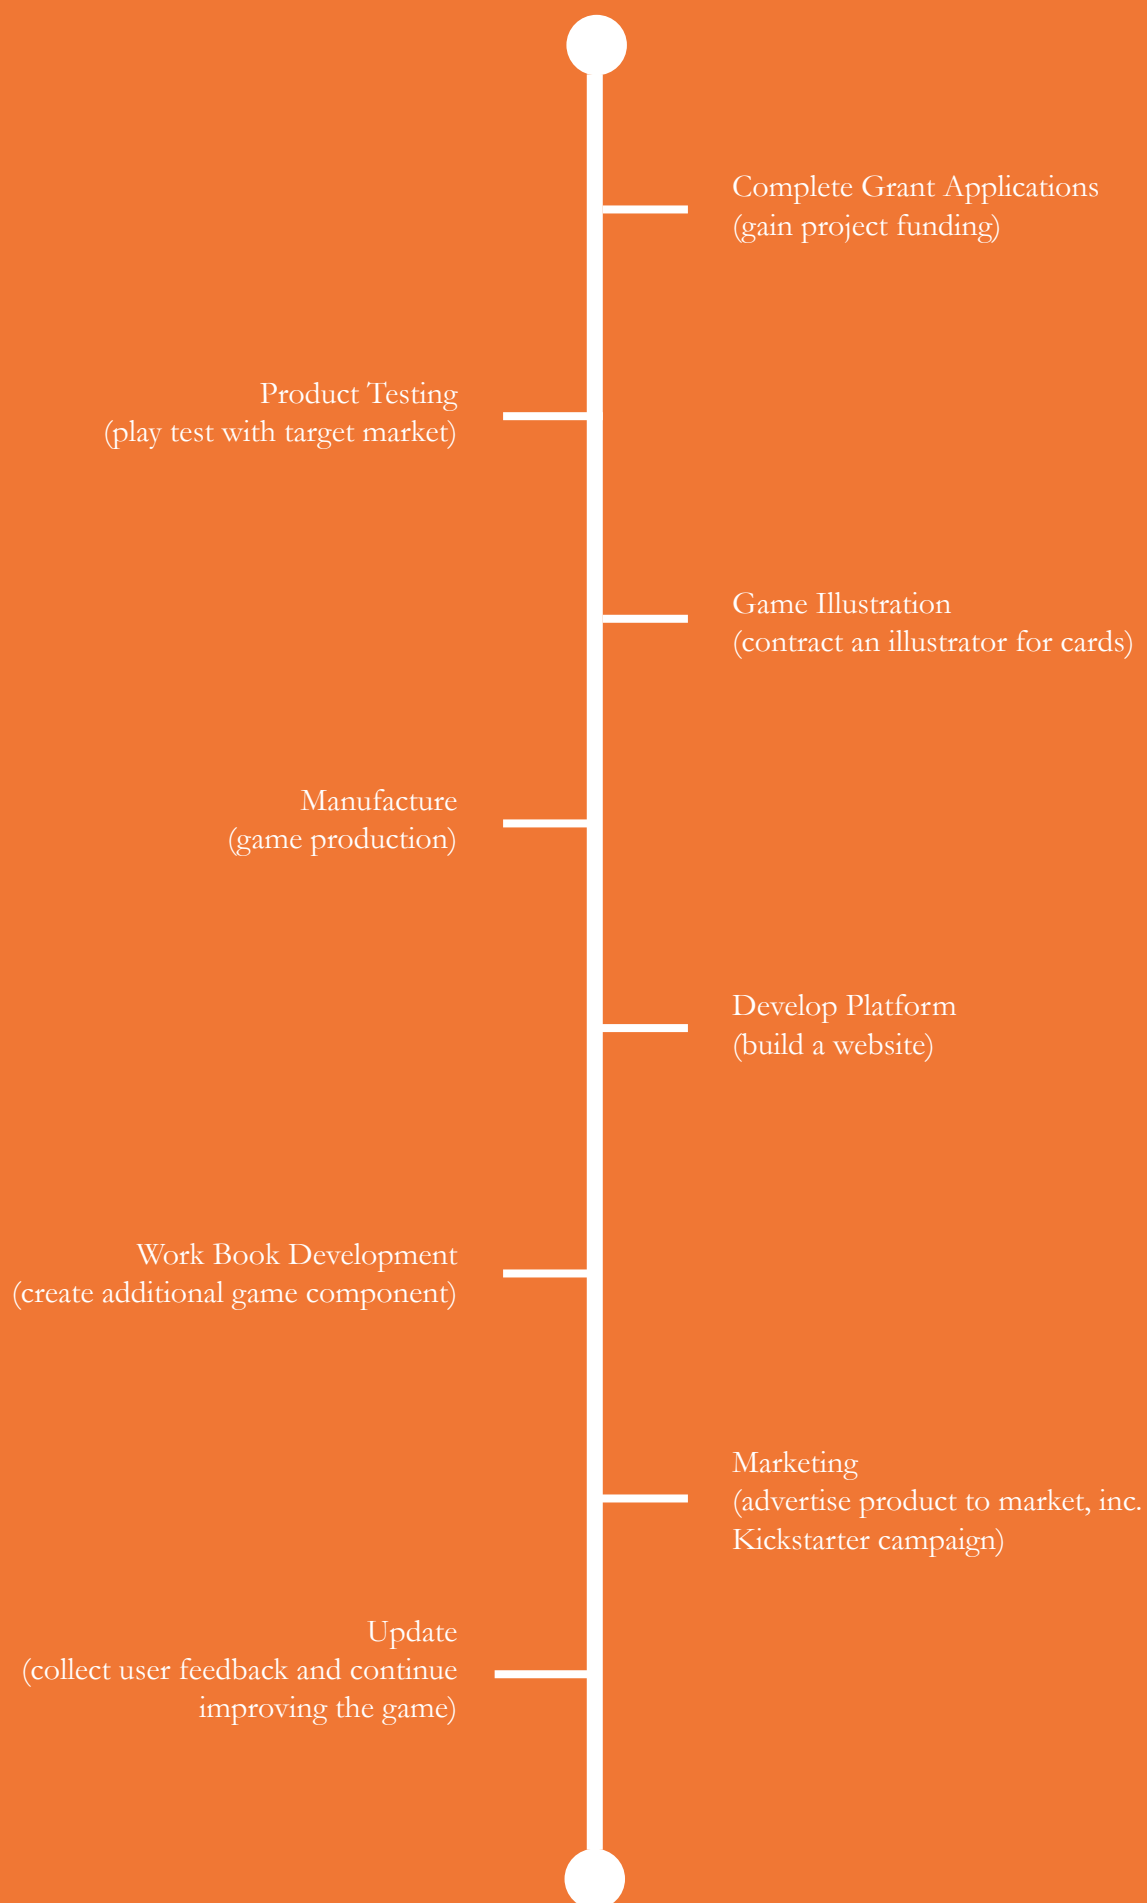 Complete Grant Applications
(gain project funding)
Product Testing
(play test with target market)
Game Illustration
(contract an illustrator for cards)
Manufacture
(game production)
Develop Platform
(build a website)
Work Book Development
(create additional game component)
Marketing
(advertise product to market, inc.
Kickstarter campaign)
Update
(collect user feedback and continue
improving the game)